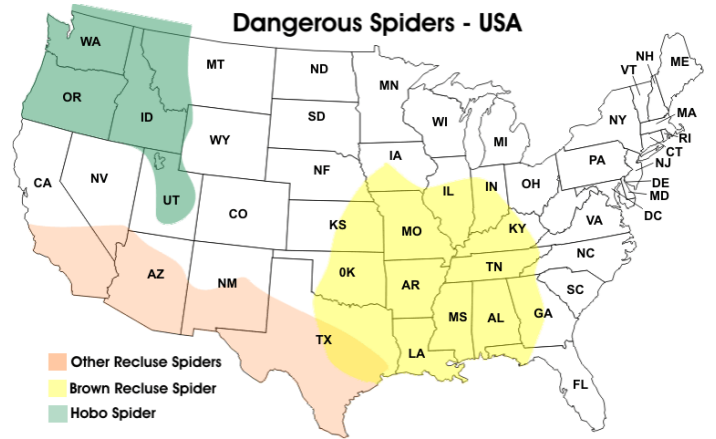 Dangerous Spiders - USA
WA
MT
ND
MN
NH
VT
ME
OR
ID
SD
WI
MI
NY
MA
RI
CT
WY
IA
PA
NJ
NF
OH
DE
MD
CA
NV
UT
CO
KS
MO
IL
IN
KY
VA
DC
NC
AZ
NM
0K
AR
TN
SC
TX
LA
MS
AL
GA
FL
Other Recluse Spiders
Brown Recluse Spider
Hobo Spider